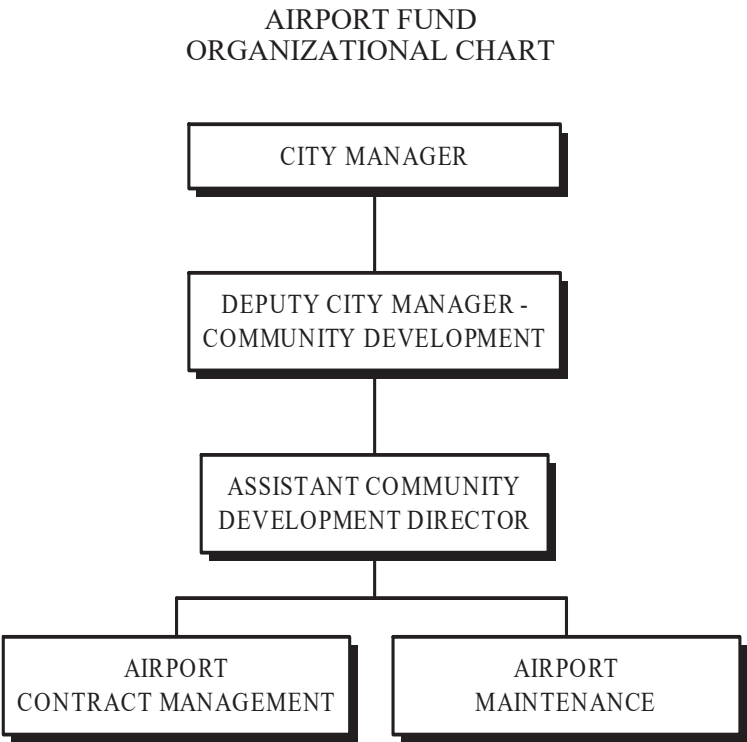 AIRPORT FUND
ORGANIZATIONAL CHART
CITY MANAGER
DEPUTY CITY MANAGER -
COMMUNITY DEVELOPMENT
ASSISTANT COMMUNITY
DEVELOPMENT DIRECTOR
AIRPORT
CONTRACT MANAGEMENT
AIRPORT
MAINTENANCE